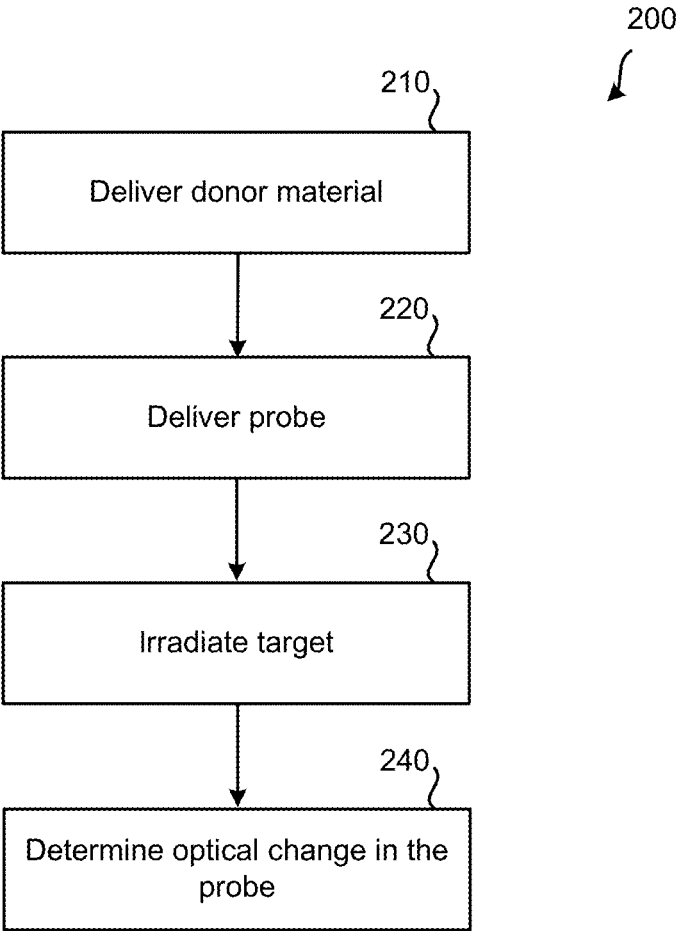 200
210
Deliver donor material
220
Deliver probe
230
Irradiate target
240
Determine optical change in the
probe